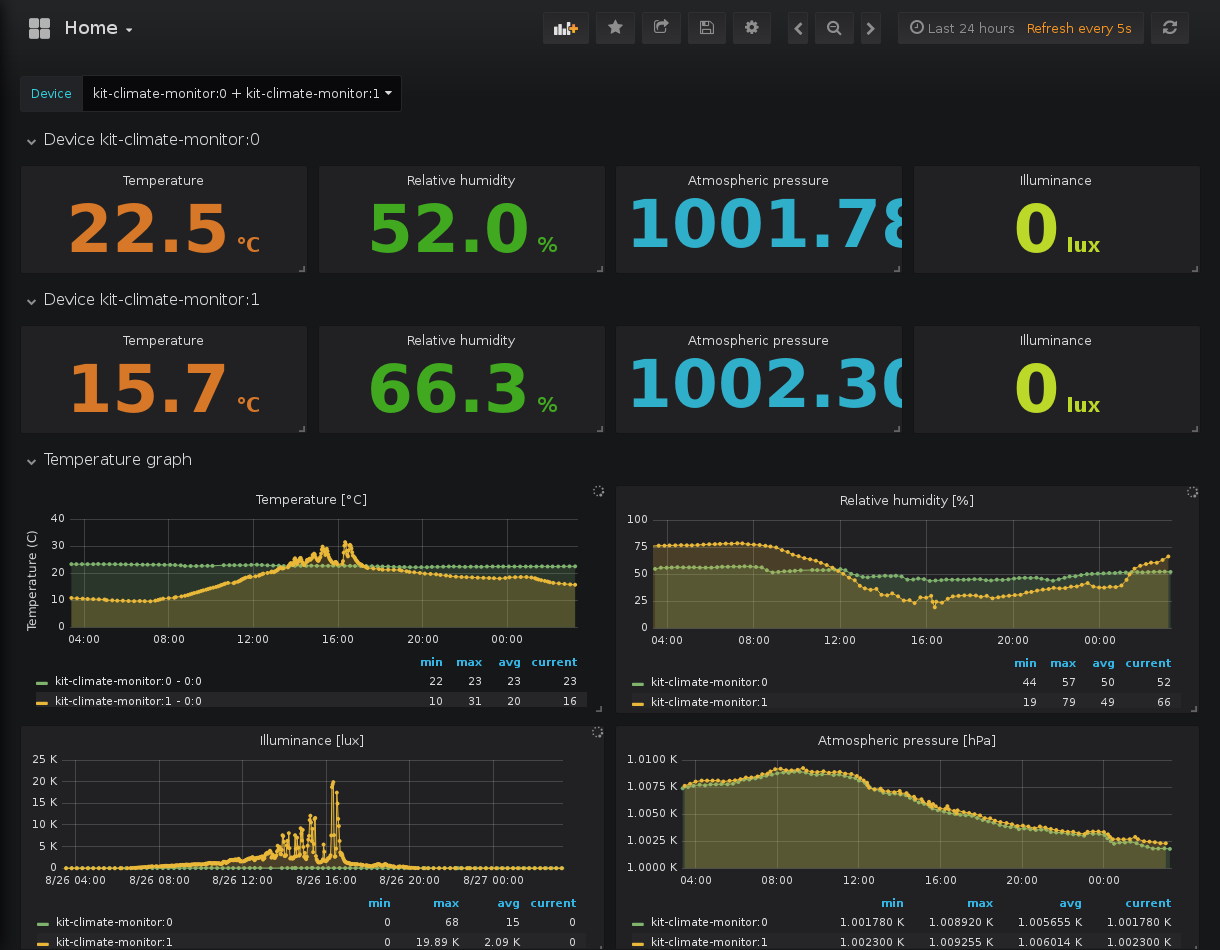 Home
Last 24 hours Refresh every 5s
Device kit-climate-monitor:0 + kit-climate-monitor:1
Device kit-climate-monitor:0
Temperature Relative humidity Atmospheric pressure Illuminance
22.5 °C 52.0 % 1001.78 0 lux
Device kit-climate-monitor:1
Temperature Relative humidity Atmospheric pressure Illuminance
15.7 °C 66.3 % 1002.30 0 lux
Temperature graph
Temperature [°C]
Temperature (C)
40
30
20
10
0
04:00 08:00 12:00 16:00 20:00 00:00
min max avg current
kit-climate-monitor:0 - 0:0 22 23 23 23
kit-climate-monitor:1 - 0:0 10 31 20 16
Relative humidity [%]
100
75
50
25
0
04:00 08:00 12:00 16:00 20:00 00:00
min max avg current
kit-climate-monitor:0 44 57 50 52
kit-climate-monitor:1 19 79 49 66
Illuminance [lux]
25 K
20 K
15 K
10 K
5 K
0
8/26 04:00 8/26 08:00 8/26 12:00 8/26 16:00 8/26 20:00 8/27 00:00
min max avg current
kit-climate-monitor:0 0 68 15 0
kit-climate-monitor:1 0 19.89 K 2.09 K 0
Atmospheric pressure [hPa]
1.0100 K
1.0075 K
1.0050 K
1.0025 K
1.0000 K
04:00 08:00 12:00 16:00 20:00 00:00
min max avg current
kit-climate-monitor:0 1.001780 K 1.008920 K 1.005655 K 1.001780 K
kit-climate-monitor:1 1.002300 K 1.009255 K 1.006014 K 1.002300 K